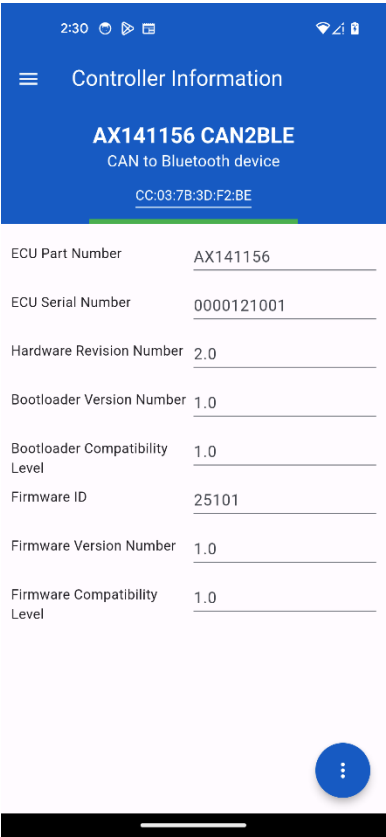 2:30
Controller Information
AX141156 CAN2BLE
CAN to Bluetooth device
CC:03:7B:3D:F2:BE
ECU Part Number
AX141156
ECU Serial Number
0000121001
Hardware Revision Number
2.0
Bootloader Version Number
1.0
Bootloader Compatibility
Level
1.0
Firmware ID
25101
Firmware Version Number
1.0
Firmware Compatibility
Level
1.0